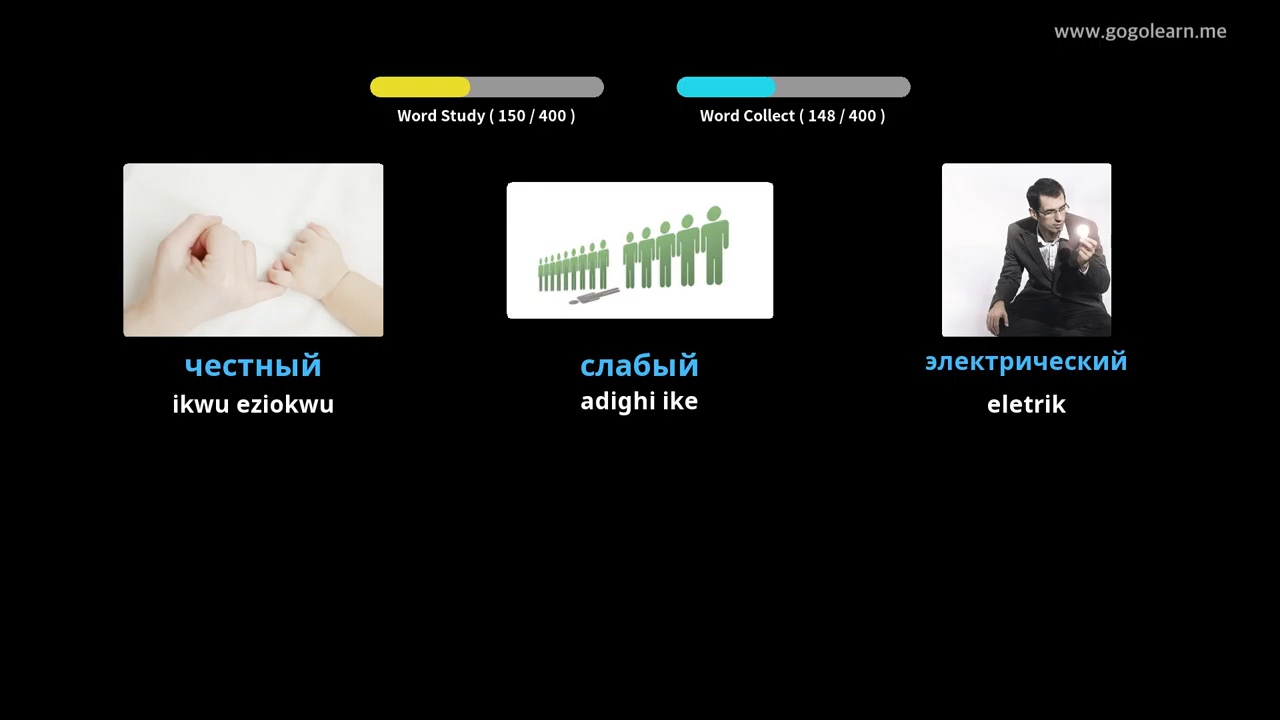 www.gogolearn.me
Word Study ( 150 / 400 )
Word Collect ( 148 / 400 )
честный
слабый
электрический
ikwu eziokwu
adighi ike
eletrik